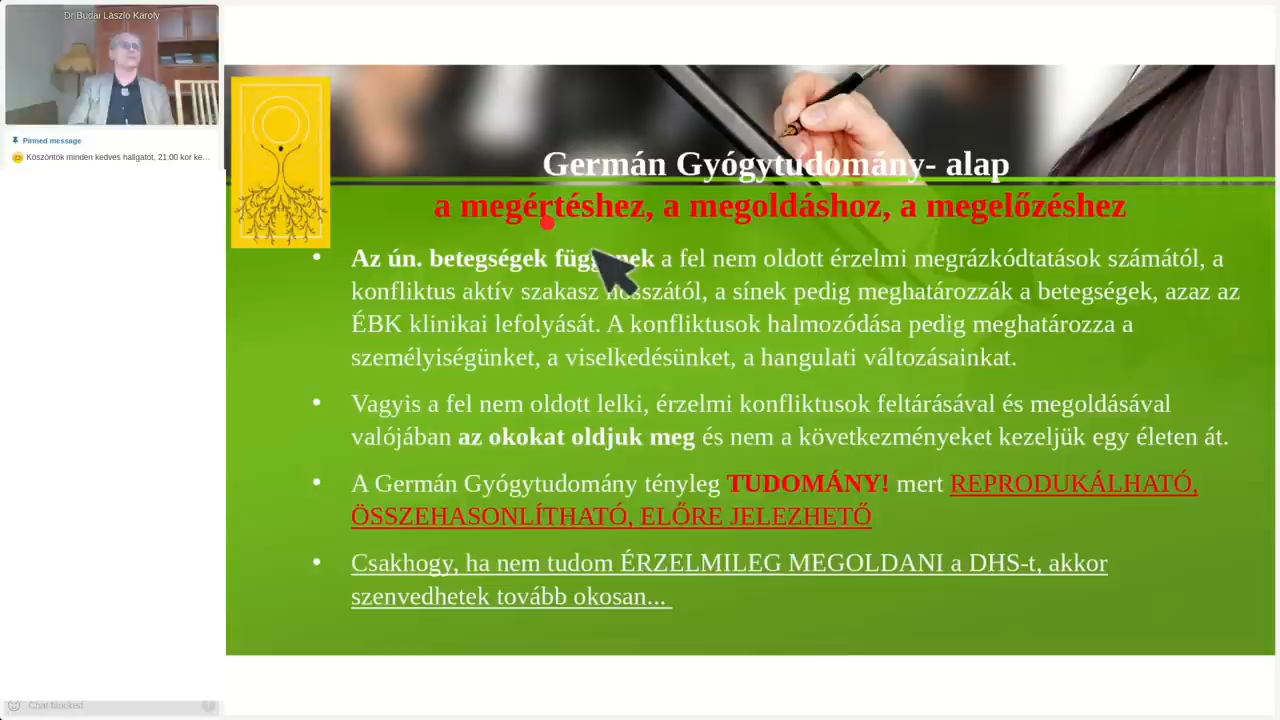 Dr Budai László Károly
Pinned message
Köszöntök minden kedves hallgatót, 21:00 kor ke...
Germán Gyógytudomány- alap
a megértéshez, a megoldáshoz, a megelőzéshez
• Az ún. betegségek függenek a fel nem oldott érzelmi megrázkódtatások számától, a
konfliktus aktív szakasz hosszától, a sínek pedig meghatározzák a betegségek, azaz az
ÉBK klinikai lefolyását. A konfliktusok halmozódása pedig meghatározza a
személyiségünket, a viselkedésünket, a hangulati változásainkat.
• Vagyis a fel nem oldott lelki, érzelmi konfliktusok feltárásával és megoldásával
valójában az okokat oldjuk meg és nem a következményeket kezeljük egy életen át.
• A Germán Gyógytudomány tényleg TUDOMÁNY! mert REPRODUKÁLHATÓ,
ÖSSZEHASONLÍTHATÓ, ELŐRE JELEZHETŐ
• Csakhogy, ha nem tudom ÉRZELMILEG MEGOLDANI a DHS-t, akkor
szenvedhetek tovább okosan...
Chat blocked